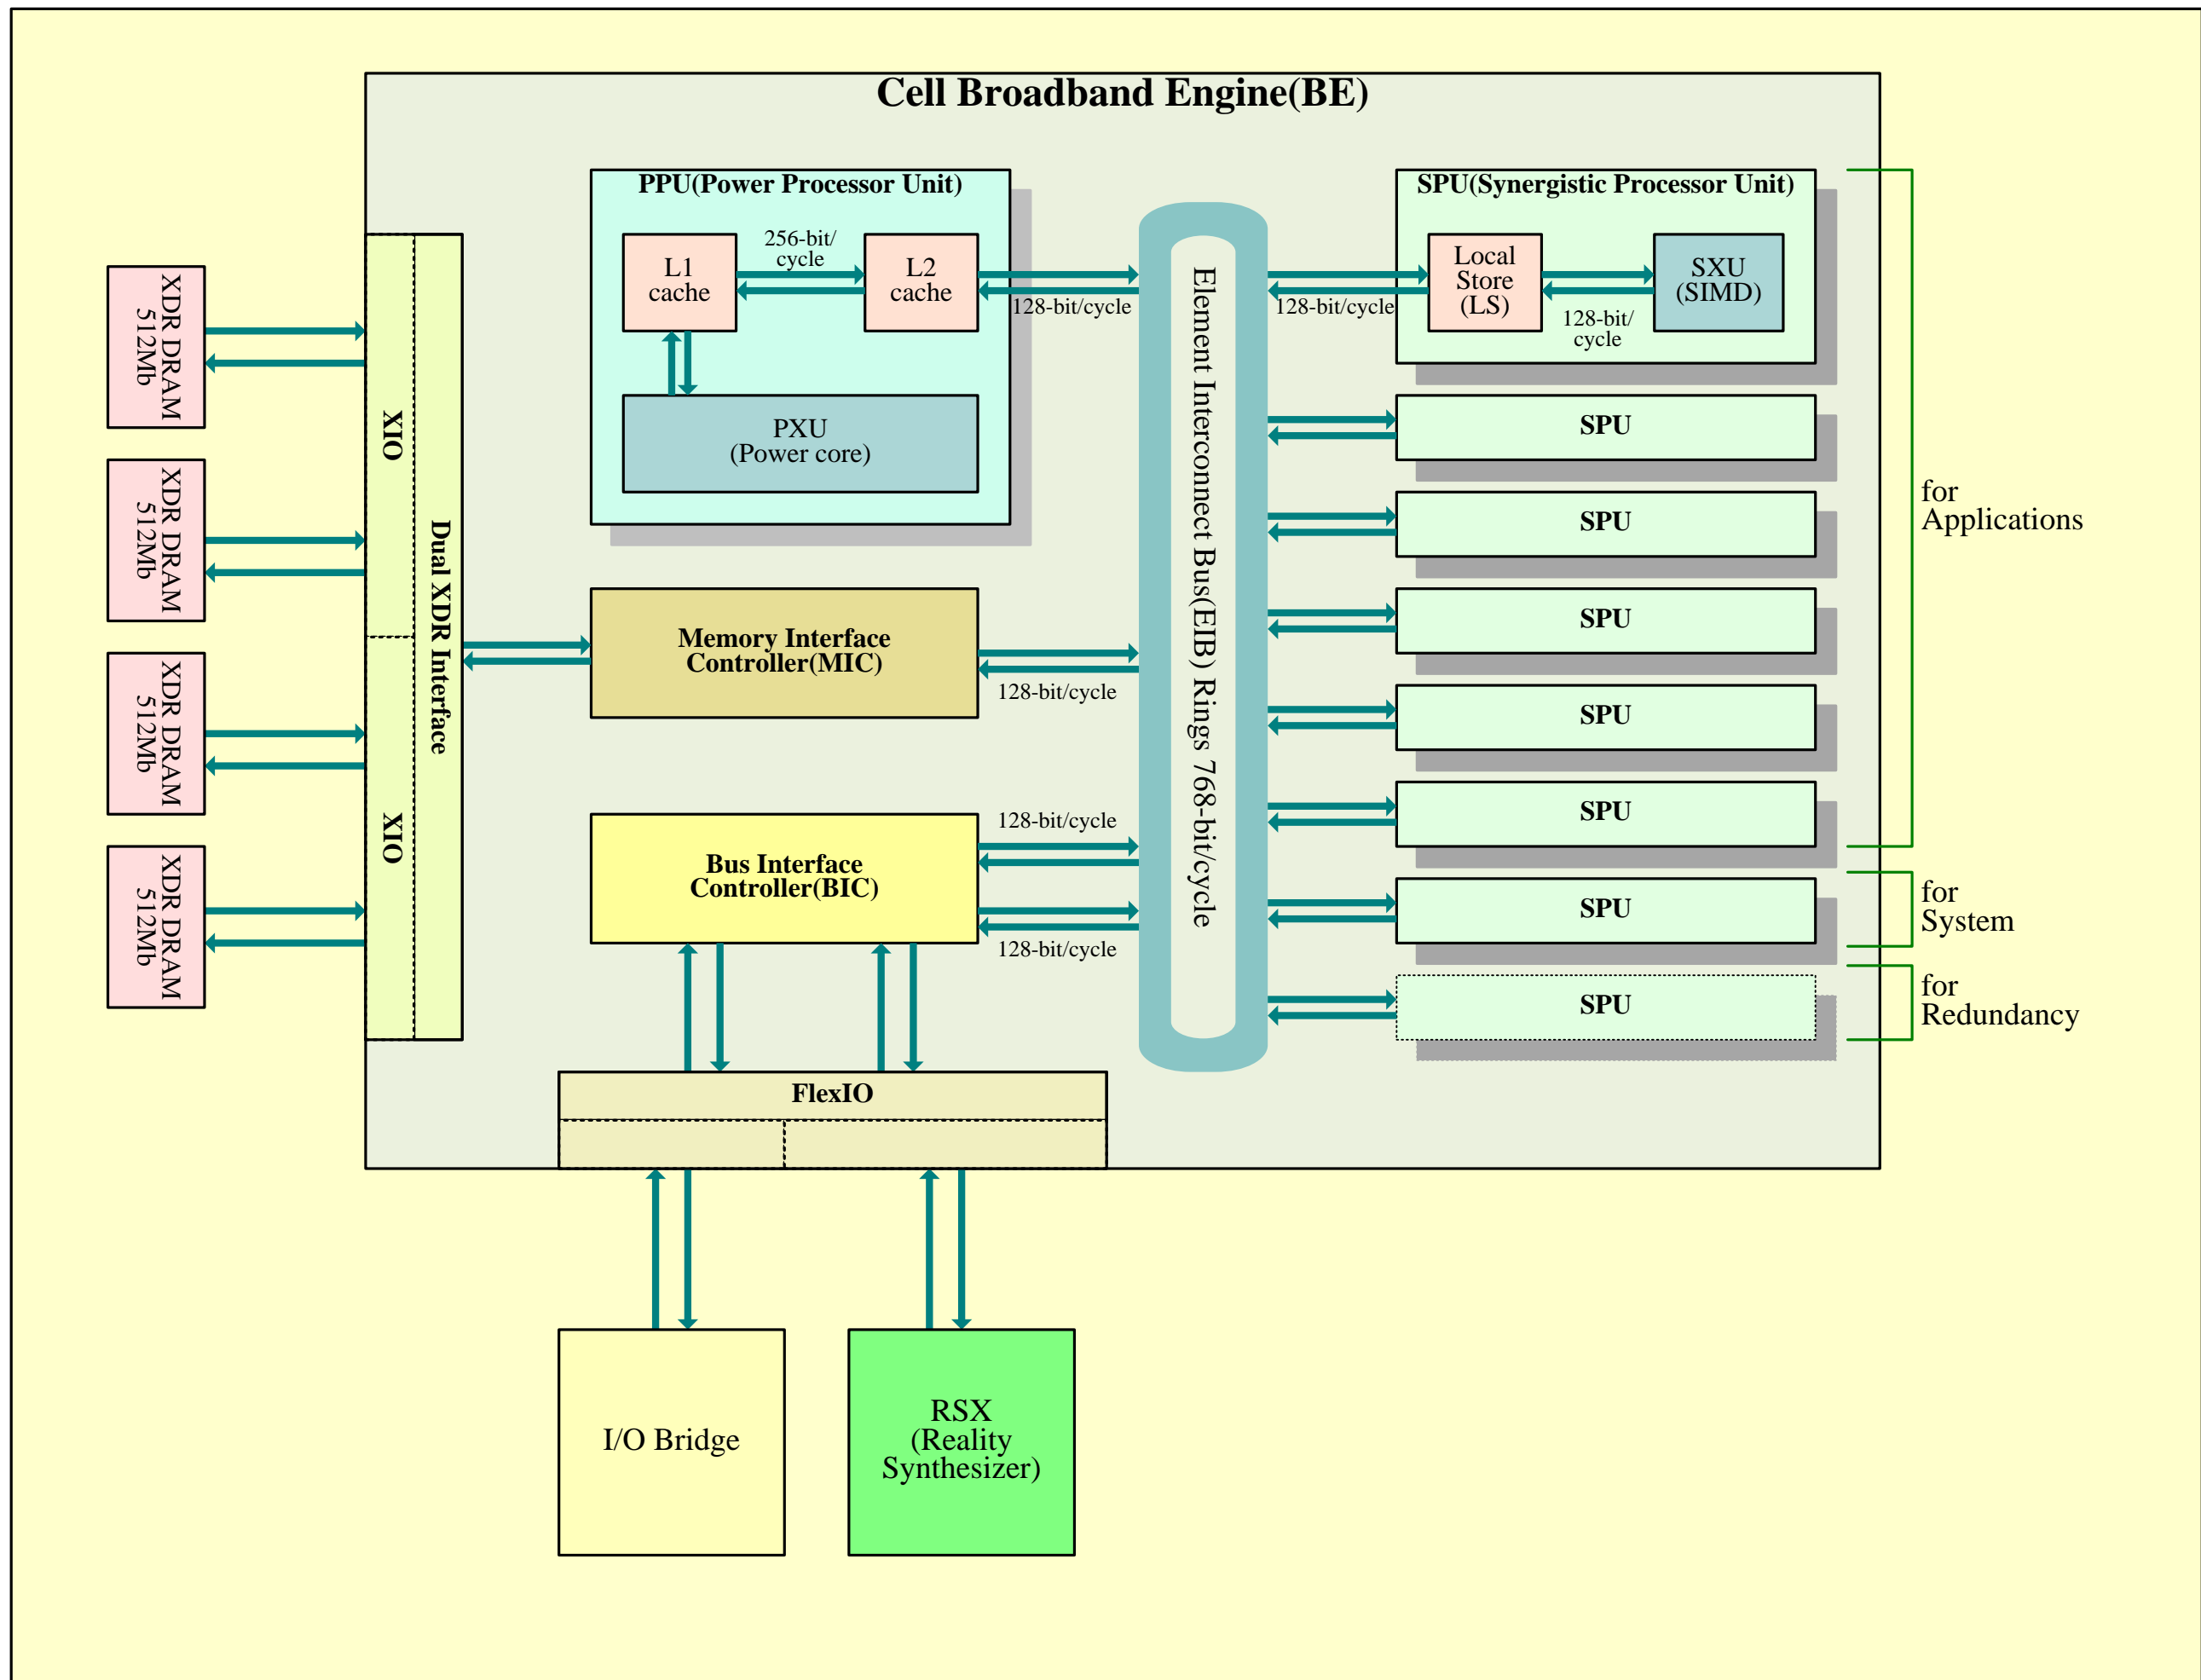 Cell Broadband Engine(BE)
PPU(Power Processor Unit)
L1
cache
256-bit/
cycle
L2
cache
128-bit/cycle
PXU
(Power core)
SPU(Synergistic Processor Unit)
Local
Store
(LS)
128-bit/
cycle
SXU
(SIMD)
128-bit/cycle
Element Interconnect Bus(EIB) Rings 768-bit/cycle
SPU
SPU
SPU
SPU
SPU
SPU
SPU
for
Applications
for
System
for
Redundancy
XDR DRAM
512Mb
XDR DRAM
512Mb
XDR DRAM
512Mb
XDR DRAM
512Mb
XIO
XIO
Dual XDR Interface
Memory Interface
Controller(MIC)
128-bit/cycle
Bus Interface
Controller(BIC)
128-bit/cycle
128-bit/cycle
FlexIO
I/O Bridge
RSX
(Reality
Synthesizer)